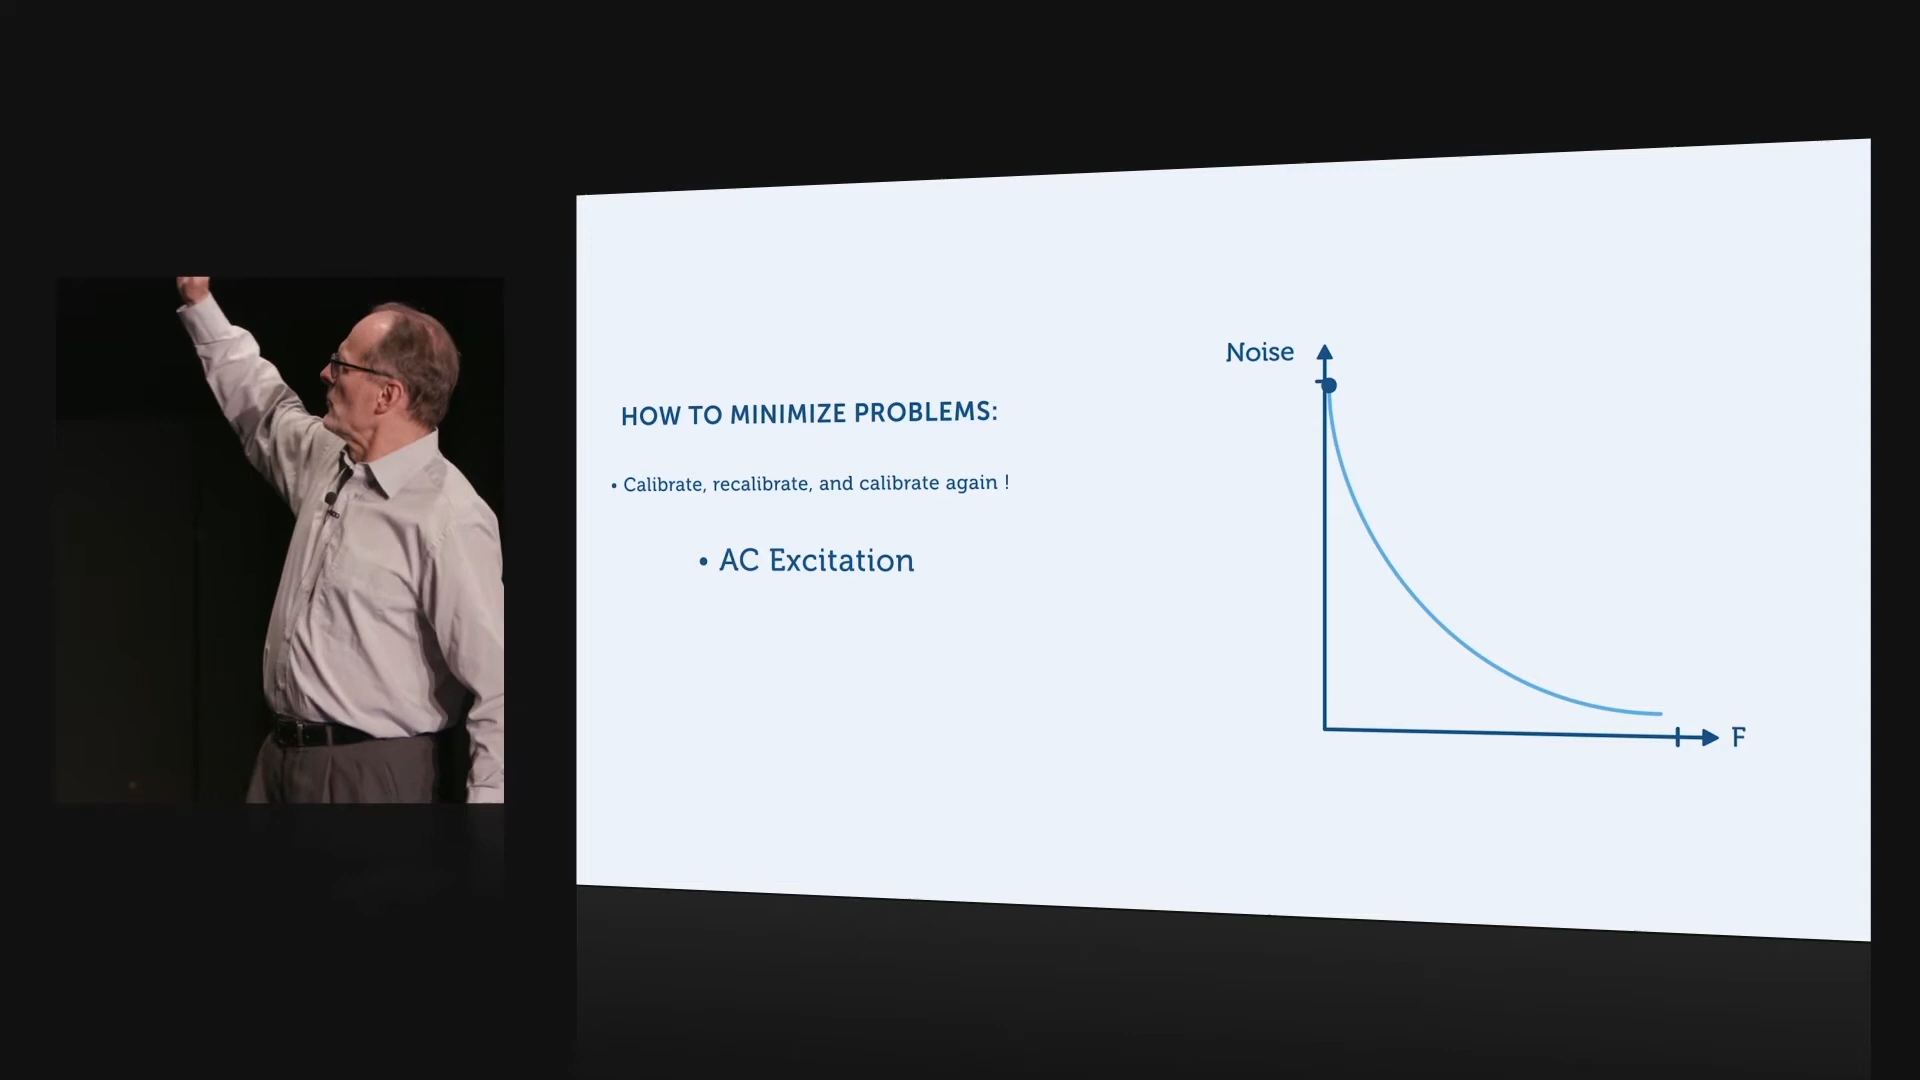 HOW TO MINIMIZE PROBLEMS:
• Calibrate, recalibrate, and calibrate again !
• AC Excitation
Noise
F